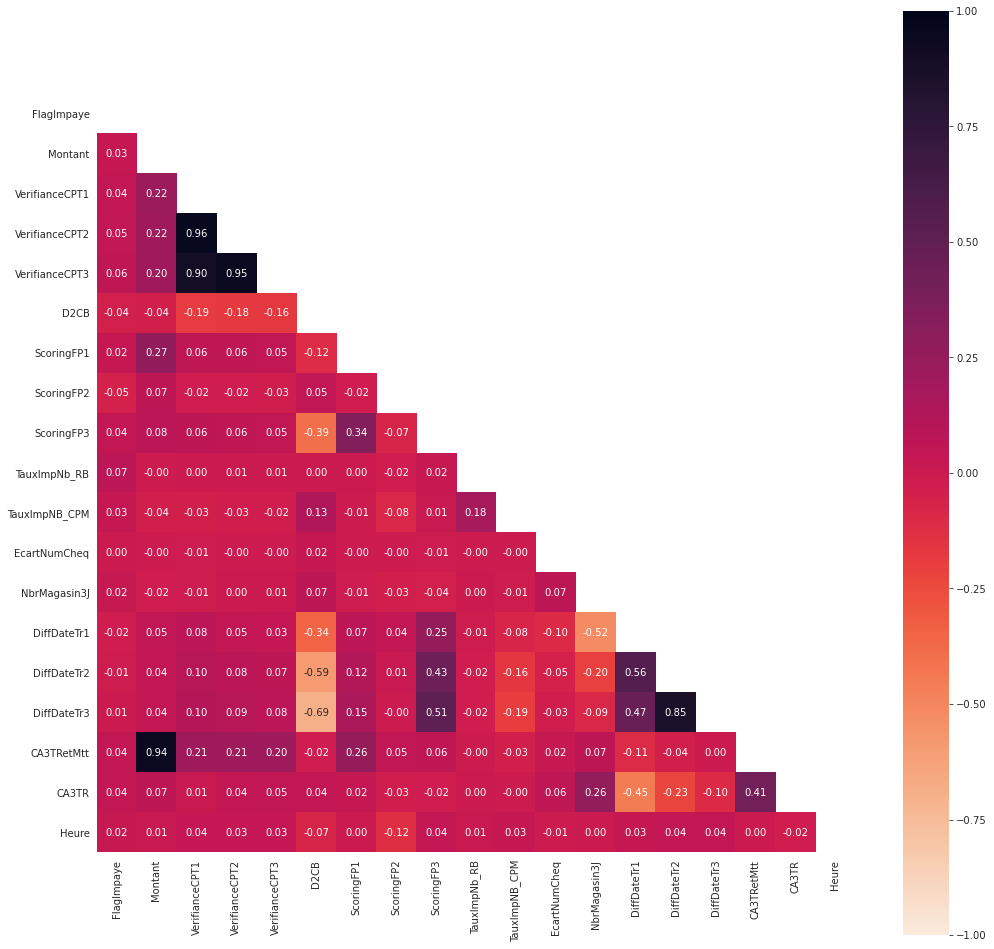 FlagImpaye
Montant 0.03
VerifianceCPT1 0.04 0.22
VerifianceCPT2 0.05 0.22 0.96
VerifianceCPT3 0.06 0.20 0.90 0.95
D2CB -0.04 -0.04 -0.19 -0.18 -0.16
ScoringFP1 0.02 0.27 0.06 0.06 0.05 -0.12
ScoringFP2 -0.05 0.07 -0.02 -0.02 -0.03 0.05 -0.02
ScoringFP3 0.04 0.08 0.06 0.06 0.05 -0.39 0.34 -0.07
TauxImpNb_RB 0.07 -0.00 0.00 0.01 0.01 0.00 0.00 -0.02 0.02
TauxImpNB_CPM 0.03 -0.04 -0.03 -0.03 -0.02 0.13 -0.01 -0.08 0.01 0.18
EcartNumCheq 0.00 -0.00 -0.01 -0.00 -0.00 0.02 -0.00 -0.00 -0.01 -0.00 -0.00
NbrMagasin3J 0.02 -0.02 -0.01 0.00 0.01 0.07 -0.01 -0.03 -0.04 0.00 -0.01 0.07
DiffDateTr1 -0.02 0.05 0.08 0.05 0.03 -0.34 0.07 0.04 0.25 -0.01 -0.08 -0.10 -0.52
DiffDateTr2 -0.01 0.04 0.10 0.08 0.07 -0.59 0.12 0.01 0.43 -0.02 -0.16 -0.05 -0.20 0.56
DiffDateTr3 0.01 0.04 0.10 0.09 0.08 -0.69 0.15 -0.00 0.51 -0.02 -0.19 -0.03 -0.09 0.47 0.85
CA3TRetMtt 0.04 0.94 0.21 0.21 0.20 -0.02 0.26 0.05 0.06 -0.00 -0.03 0.02 0.07 -0.11 -0.04 0.00
CA3TR 0.04 0.07 0.01 0.04 0.05 0.04 0.02 -0.03 -0.02 0.00 -0.00 0.06 0.26 -0.45 -0.23 -0.10 0.41
Heure 0.02 0.01 0.04 0.03 0.03 -0.07 0.00 -0.12 0.04 0.01 0.03 -0.01 0.00 0.03 0.04 0.04 0.00 -0.02
FlagImpaye
Montant
VerifianceCPT1
VerifianceCPT2
VerifianceCPT3
D2CB
ScoringFP1
ScoringFP2
ScoringFP3
TauxImpNb_RB
TauxImpNB_CPM
EcartNumCheq
NbrMagasin3J
DiffDateTr1
DiffDateTr2
DiffDateTr3
CA3TRetMtt
CA3TR
Heure
1.00
0.75
0.50
0.25
0.00
−0.25
−0.50
−0.75
−1.00